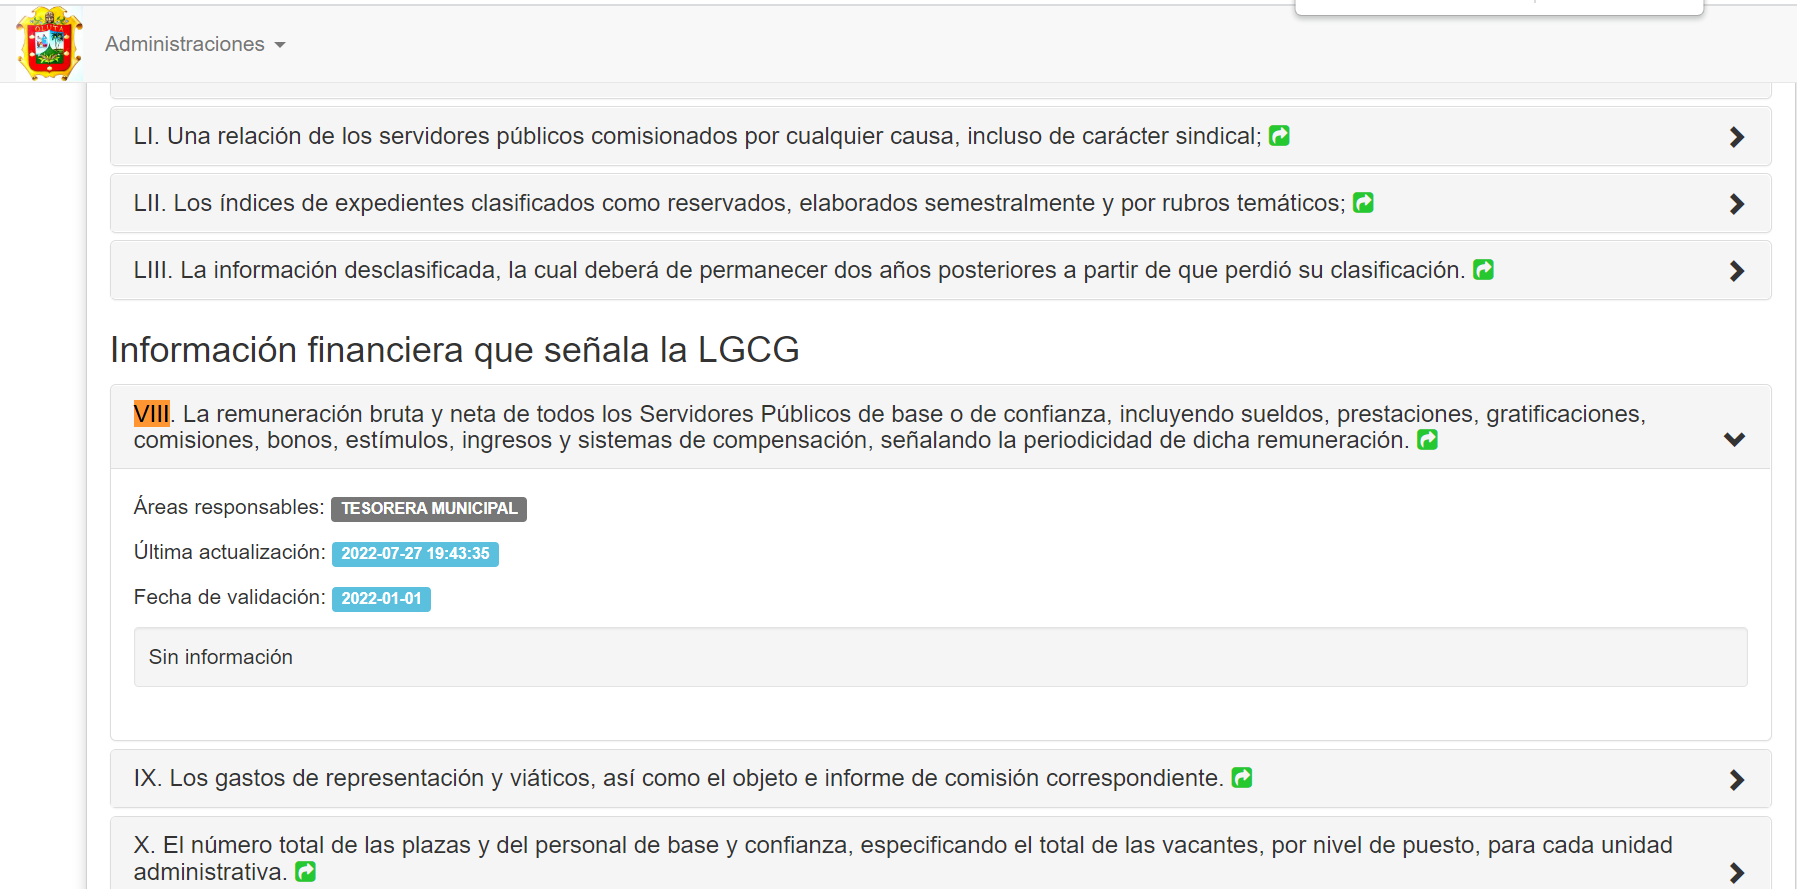 Administraciones
LI. Una relación de los servidores públicos comisionados por cualquier causa, incluso de carácter sindical;
LII. Los índices de expedientes clasificados como reservados, elaborados semestralmente y por rubros temáticos;
LIII. La información desclasificada, la cual deberá de permanecer dos años posteriores a partir de que perdió su clasificación.
Información financiera que señala la LGCG
VIII. La remuneración bruta y neta de todos los Servidores Públicos de base o de confianza, incluyendo sueldos, prestaciones, gratificaciones,
comisiones, bonos, estímulos, ingresos y sistemas de compensación, señalando la periodicidad de dicha remuneración.
Áreas responsables: TESORERA MUNICIPAL
Última actualización: 2022-07-27 19:43:35
Fecha de validación: 2022-01-01
Sin información
IX. Los gastos de representación y viáticos, así como el objeto e informe de comisión correspondiente.
X. El número total de las plazas y del personal de base y confianza, especificando el total de las vacantes, por nivel de puesto, para cada unidad
administrativa.